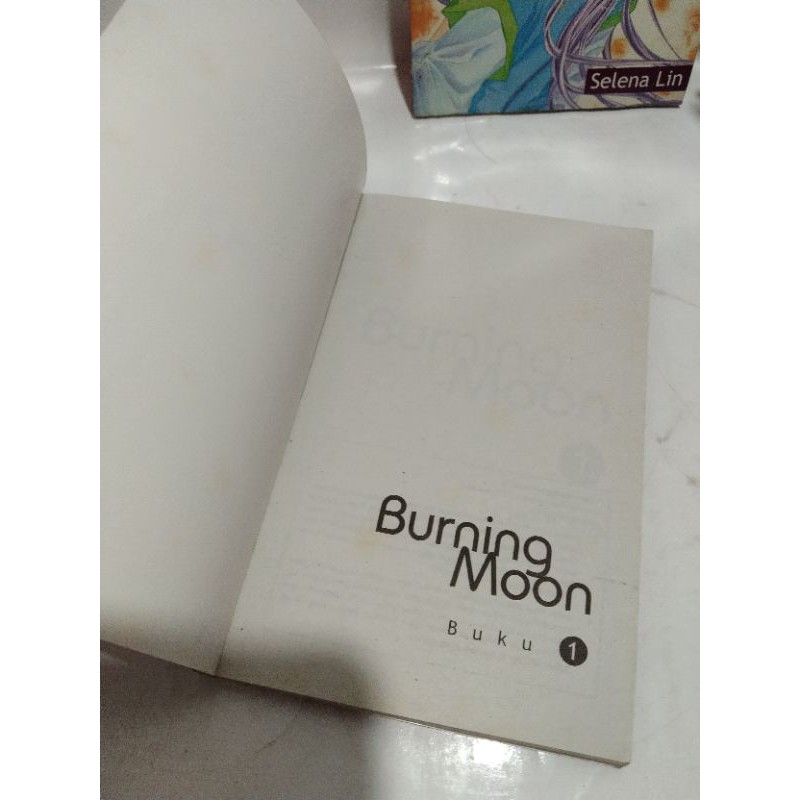 Selena Lin
Burning
Moon
Buku 1